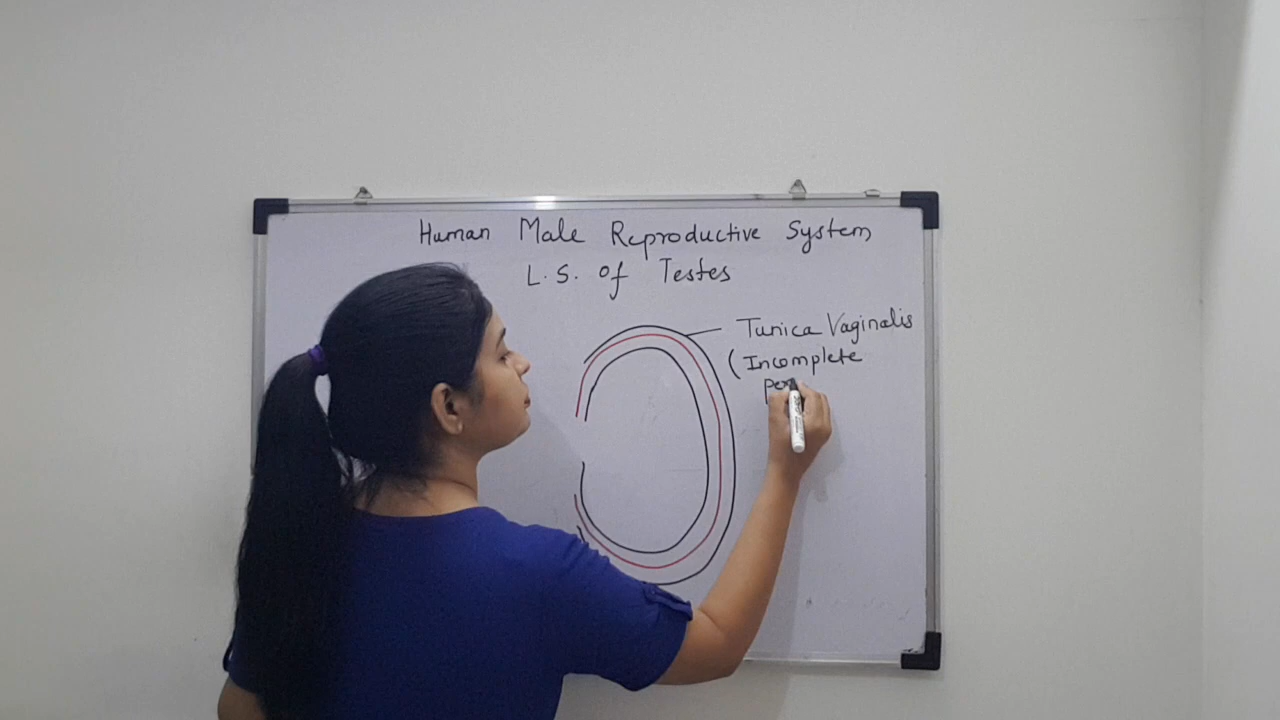 Human Male Reproductive System
L.S. of Testes
Tunica Vaginalis
(Incomplete